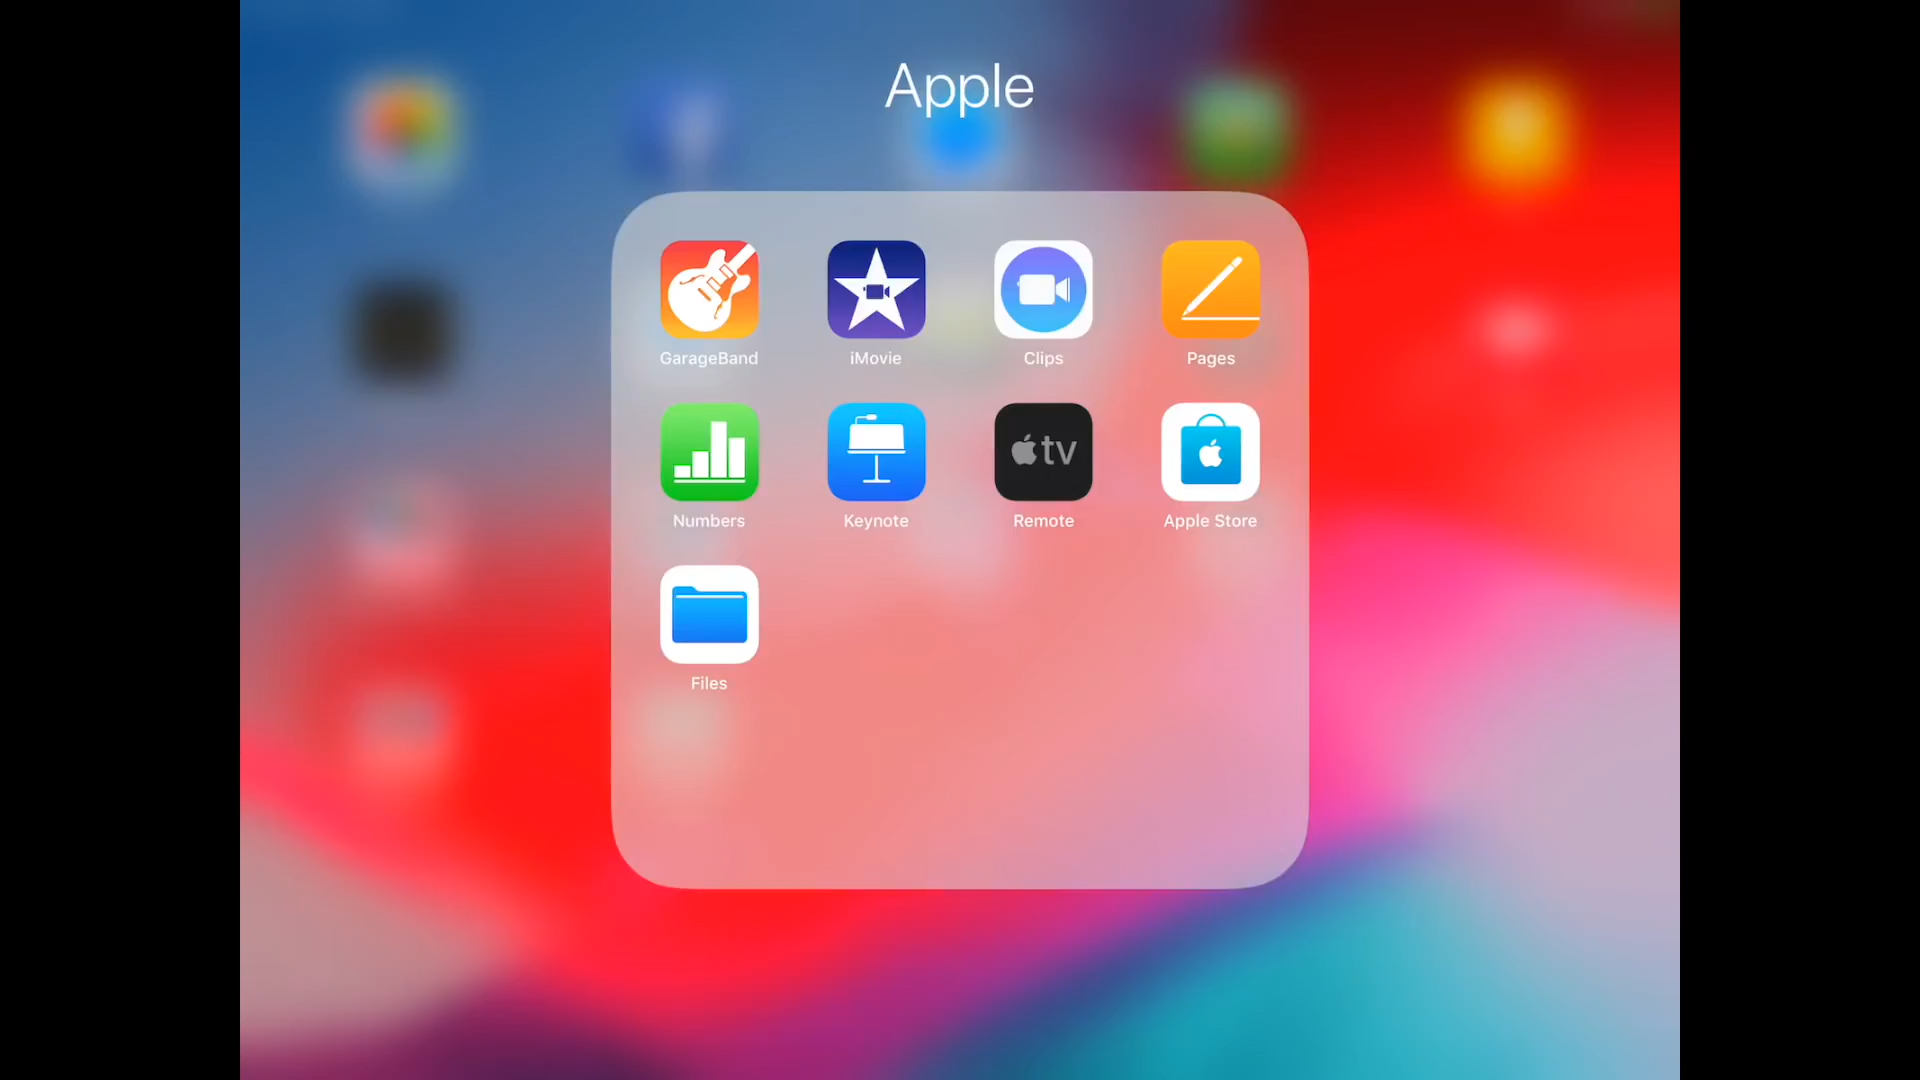 Apple
GarageBand
iMovie
Clips
Pages
tv
Numbers
Keynote
Remote
Apple Store
Files